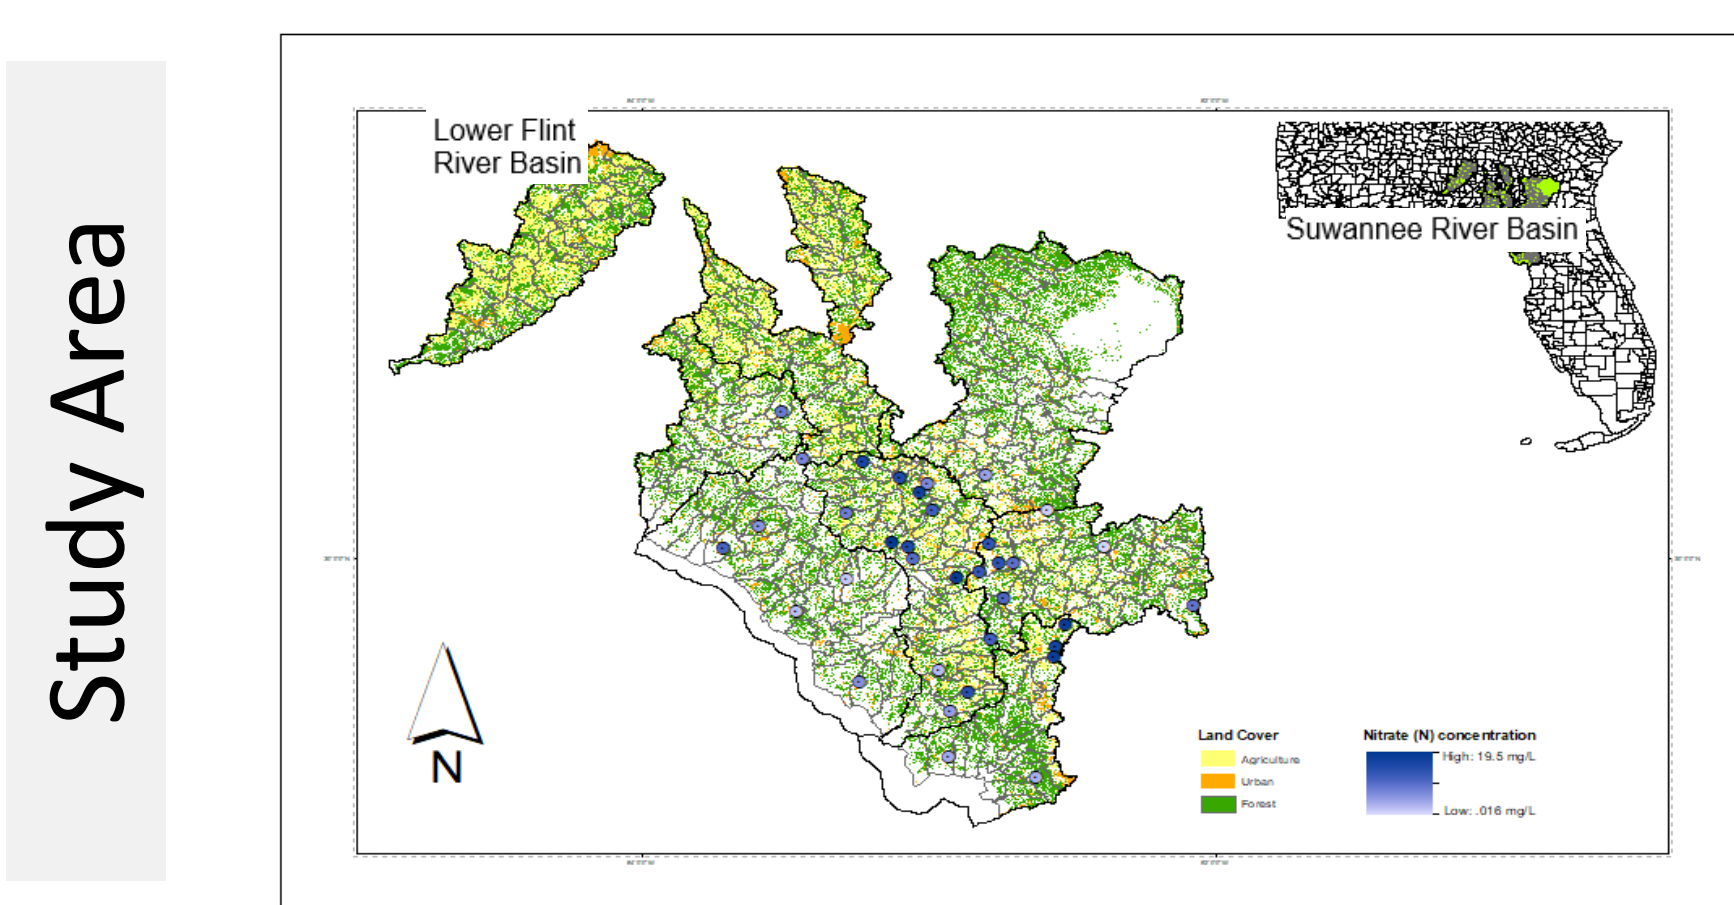 Study Area
Lower Flint
River Basin
Suwannee River Basin
N
Land Cover
Agriculture
Urban
Forest
Nitrate (N) concentration
High: 19.5 mg/L
Low: .016 mg/L